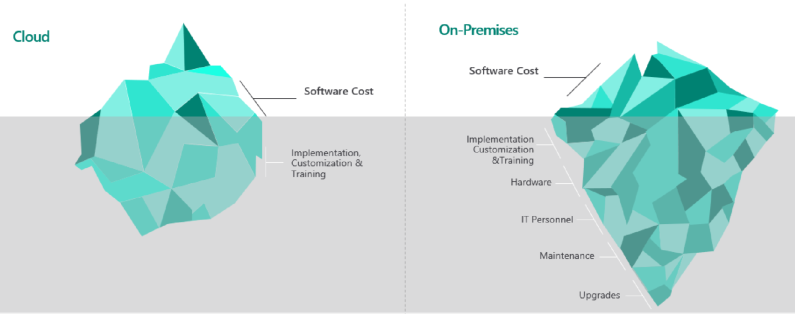 Cloud
Software Cost
Implementation,
Customization &
Training
On-Premises
Software Cost
Implementation
Customization
&Training
Hardware
IT Personnel
Maintenance
Upgrades